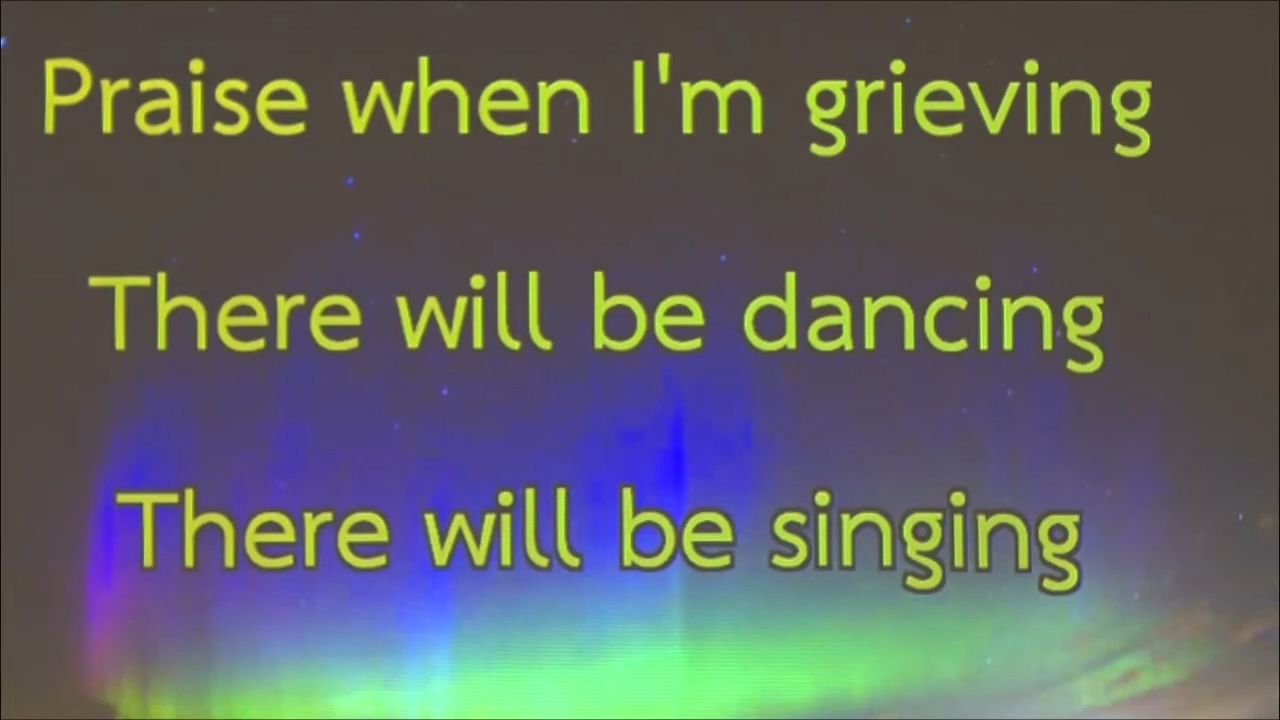 Praise when I'm grieving
There will be dancing
There will be singing